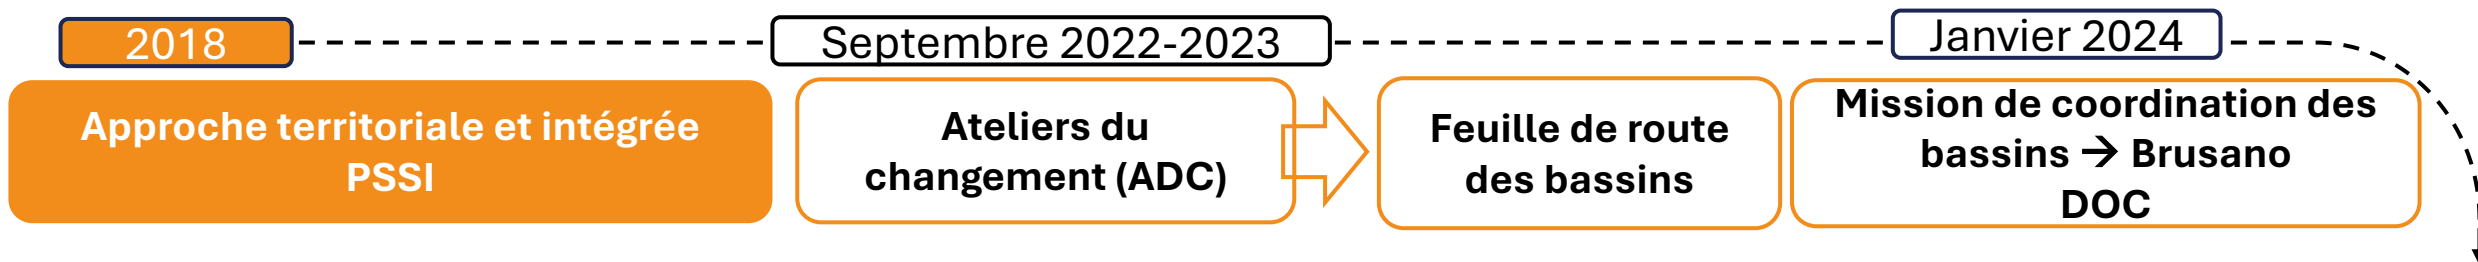 2018
Septembre 2022-2023
Janvier 2024
Approche territoriale et intégrée
PSSI
Ateliers du
changement (ADC)
Feuille de route
des bassins
Mission de coordination des
bassins → Brusano
DOC